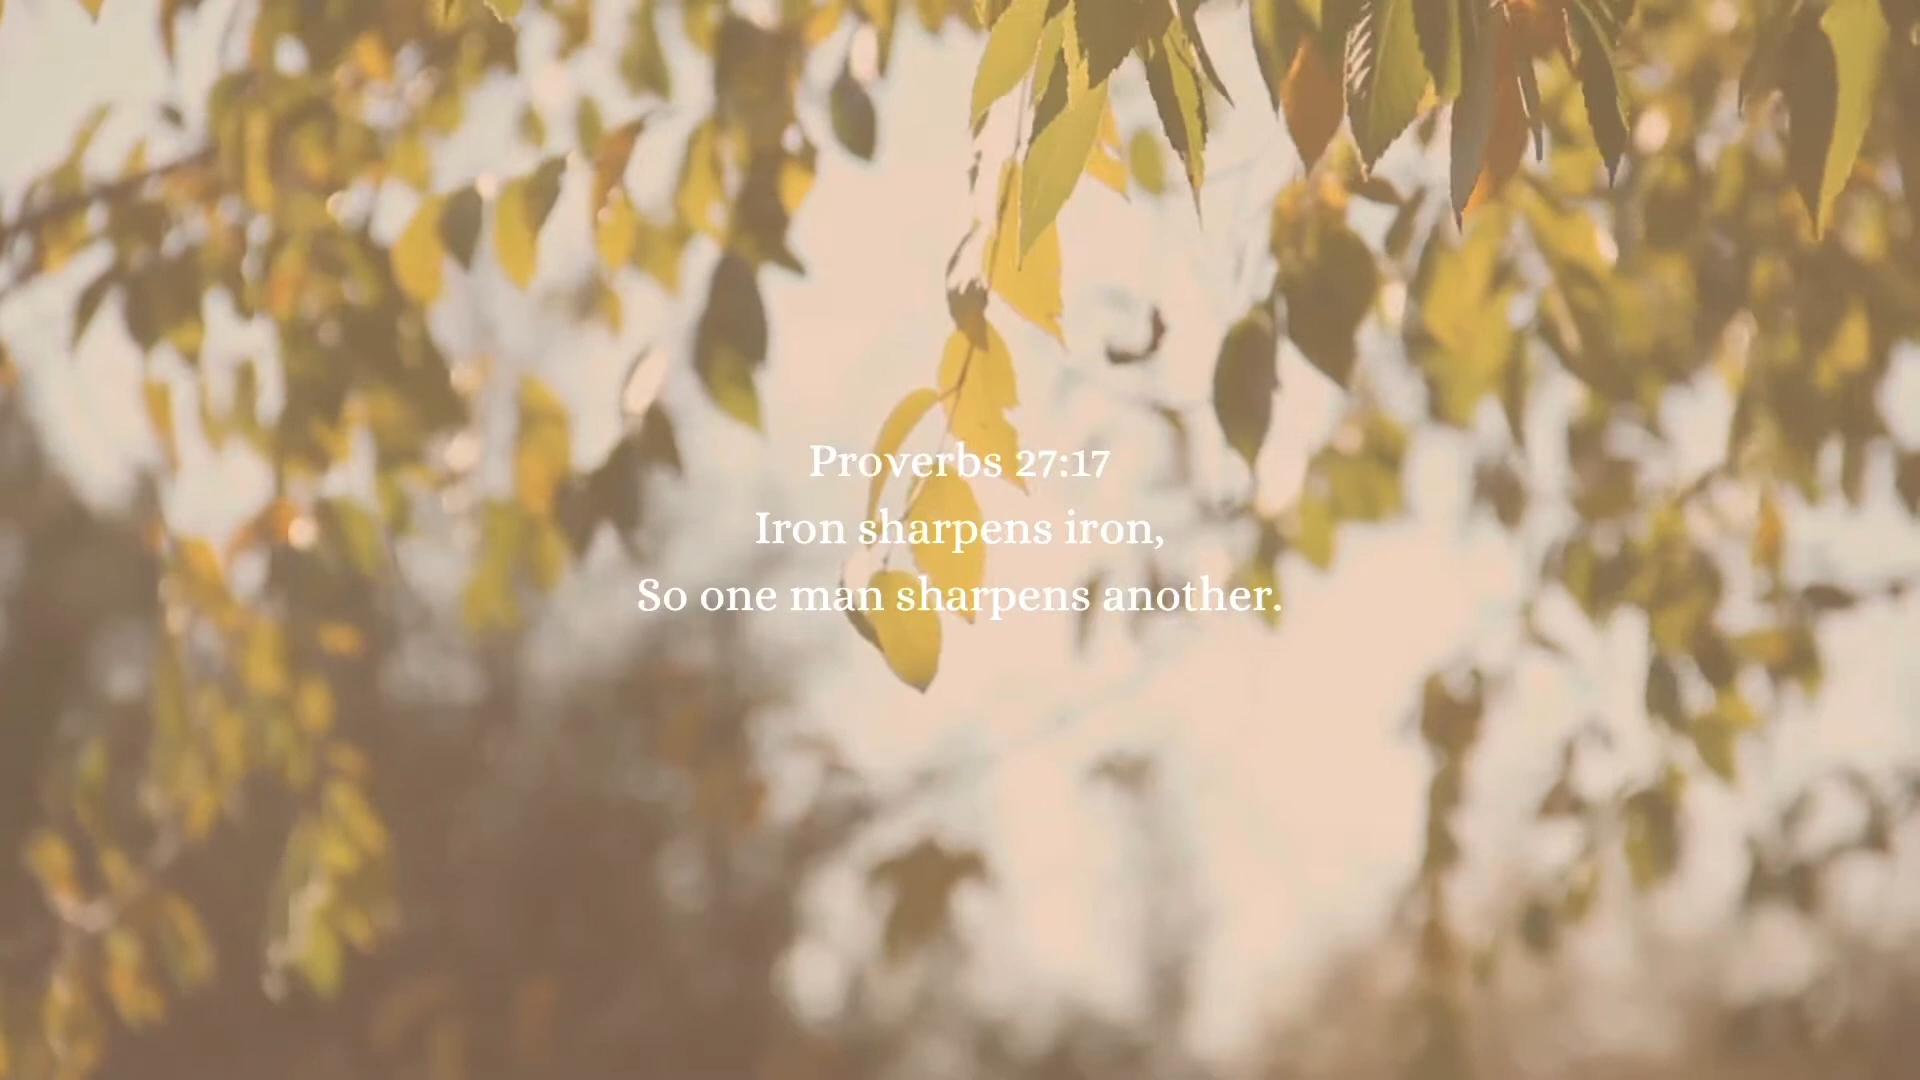 Proverbs 27:17
Iron sharpens iron,
So one man sharpens another.